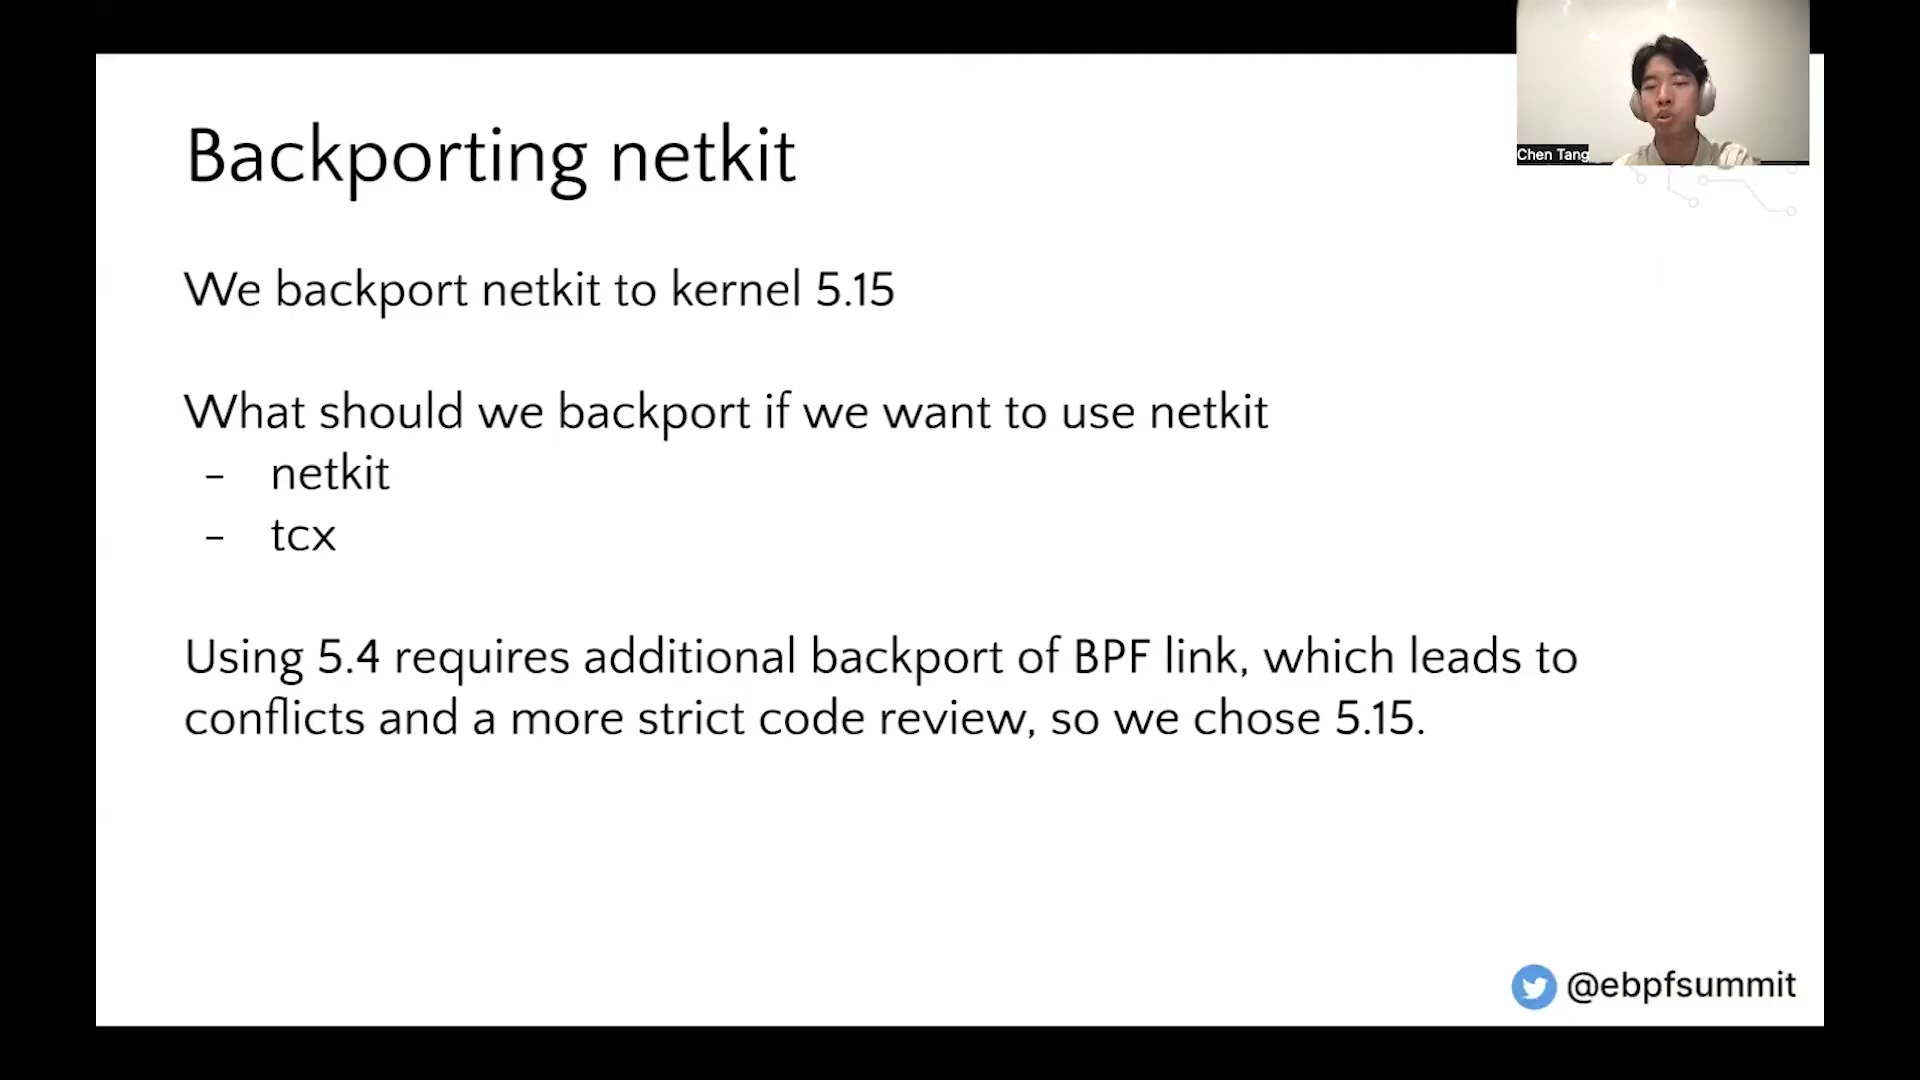 Backporting netkit
Chen Tang
We backport netkit to kernel 5.15
What should we backport if we want to use netkit
- netkit
- tcx
Using 5.4 requires additional backport of BPF link, which leads to
conflicts and a more strict code review, so we chose 5.15.
@ebpfsummit